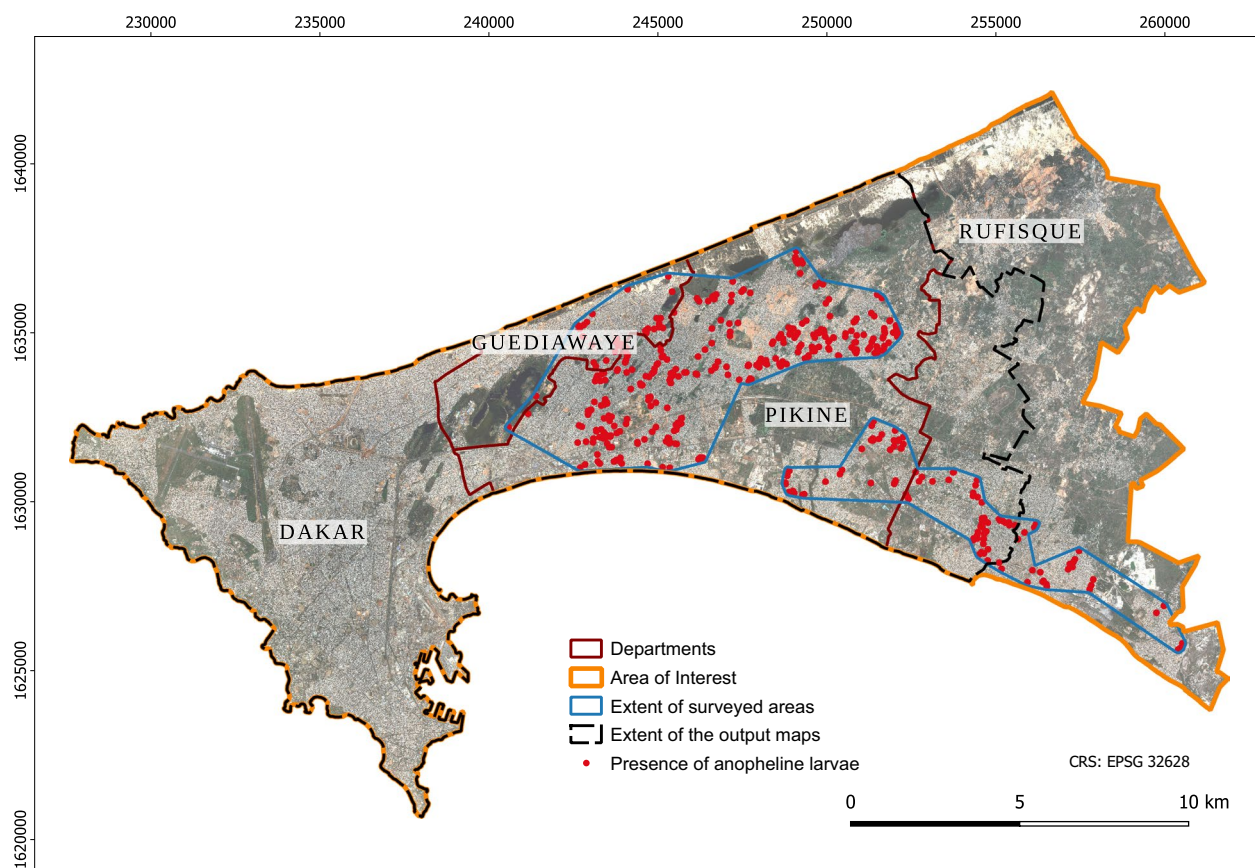 230000 235000 240000 245000 250000 255000 260000
1640000
1635000
1630000
1625000
1620000
RUFISQUE
GUEDIAWAYE
PIKINE
DAKAR
Departments
Area of Interest
Extent of surveyed areas
Extent of the output maps
Presence of anopheline larvae
CRS: EPSG 32628
0 5 10 km